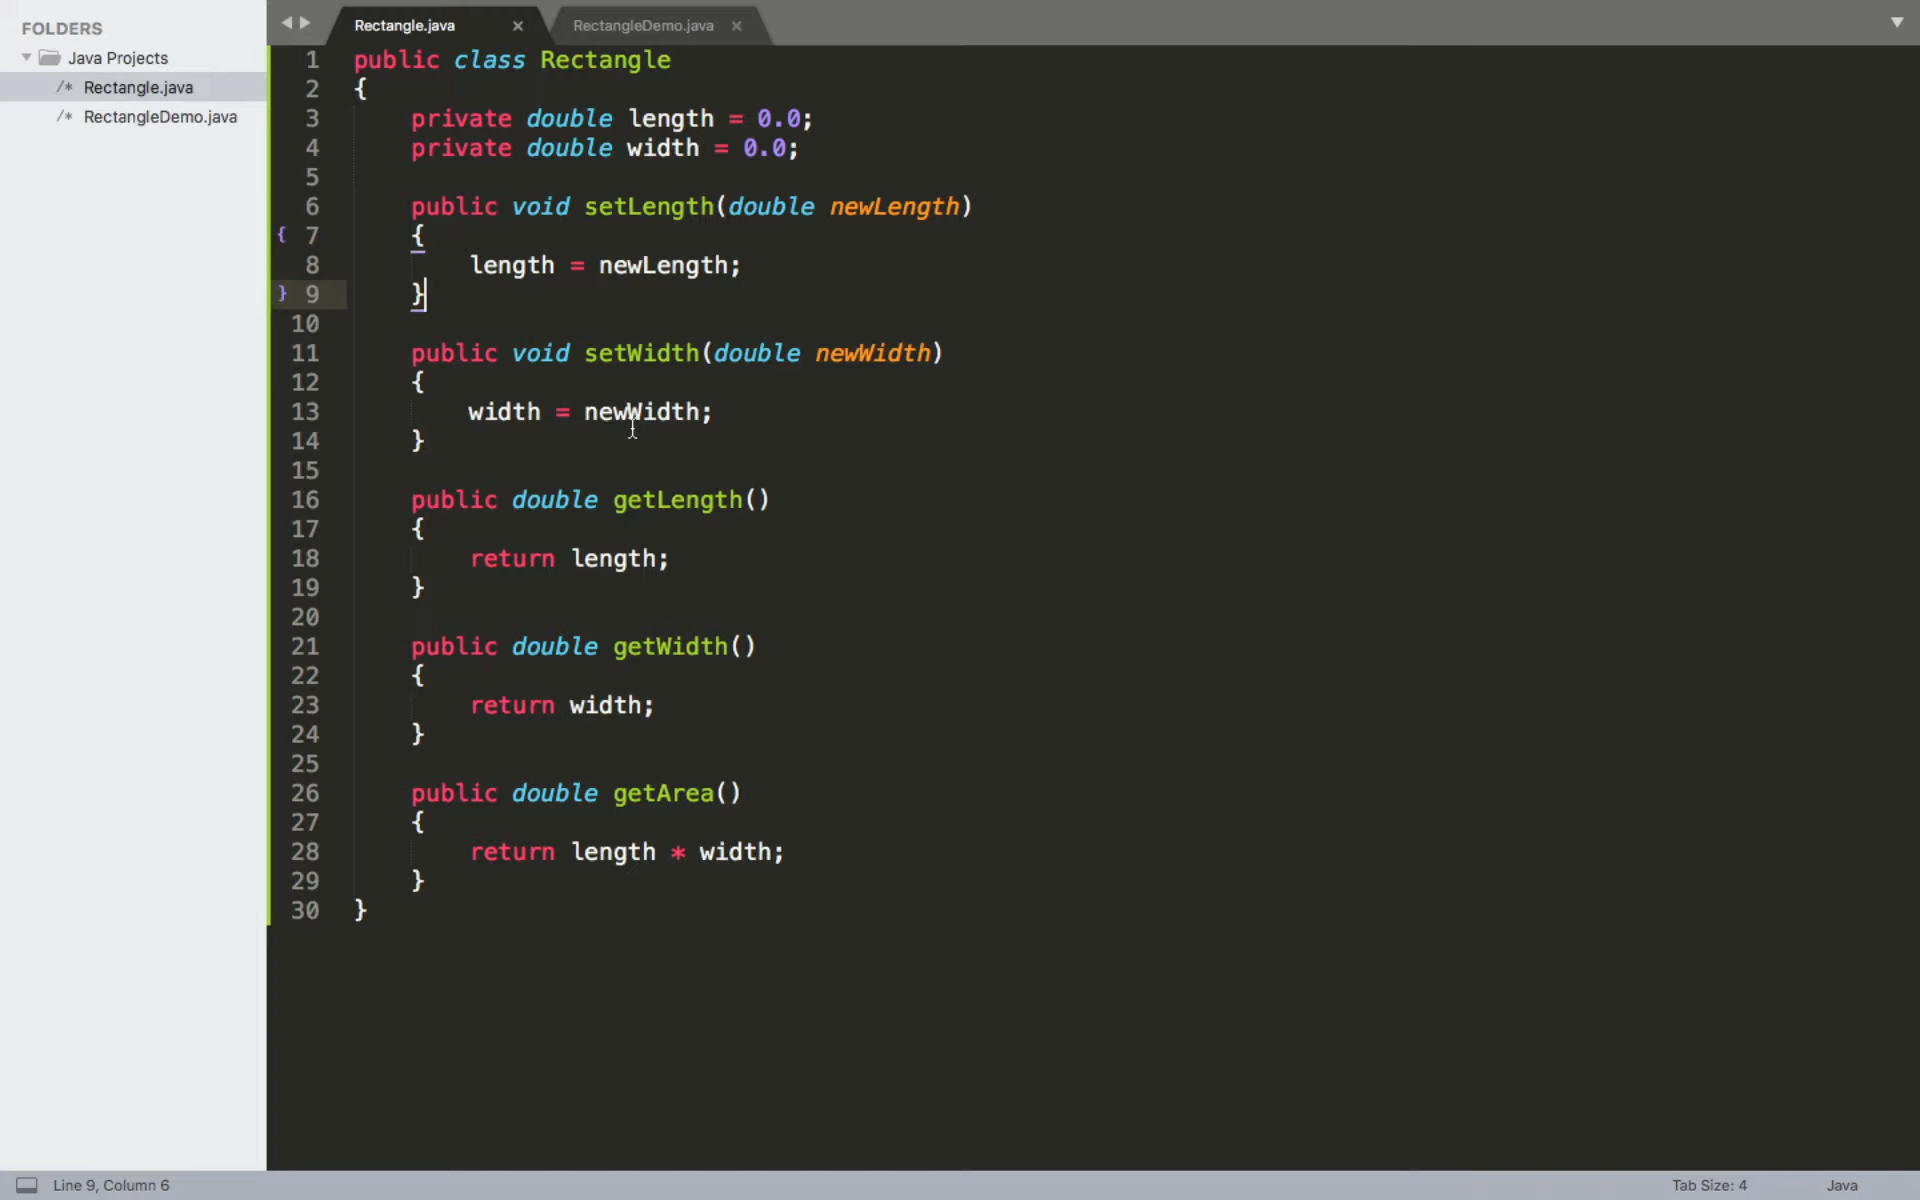 FOLDERS
Java Projects
/* Rectangle.java
/* RectangleDemo.java
Rectangle.java ×
RectangleDemo.java ×
1 public class Rectangle
2 {
3     private double length = 0.0;
4     private double width = 0.0;
5
6     public void setLength(double newLength)
{ 7     {
8         length = newLength;
} 9     }
10
11     public void setWidth(double newWidth)
12     {
13         width = newWidth;
14     }
15
16     public double getLength()
17     {
18         return length;
19     }
20
21     public double getWidth()
22     {
23         return width;
24     }
25
26     public double getArea()
27     {
28         return length * width;
29     }
30 }
Line 9, Column 6
Tab Size: 4
Java